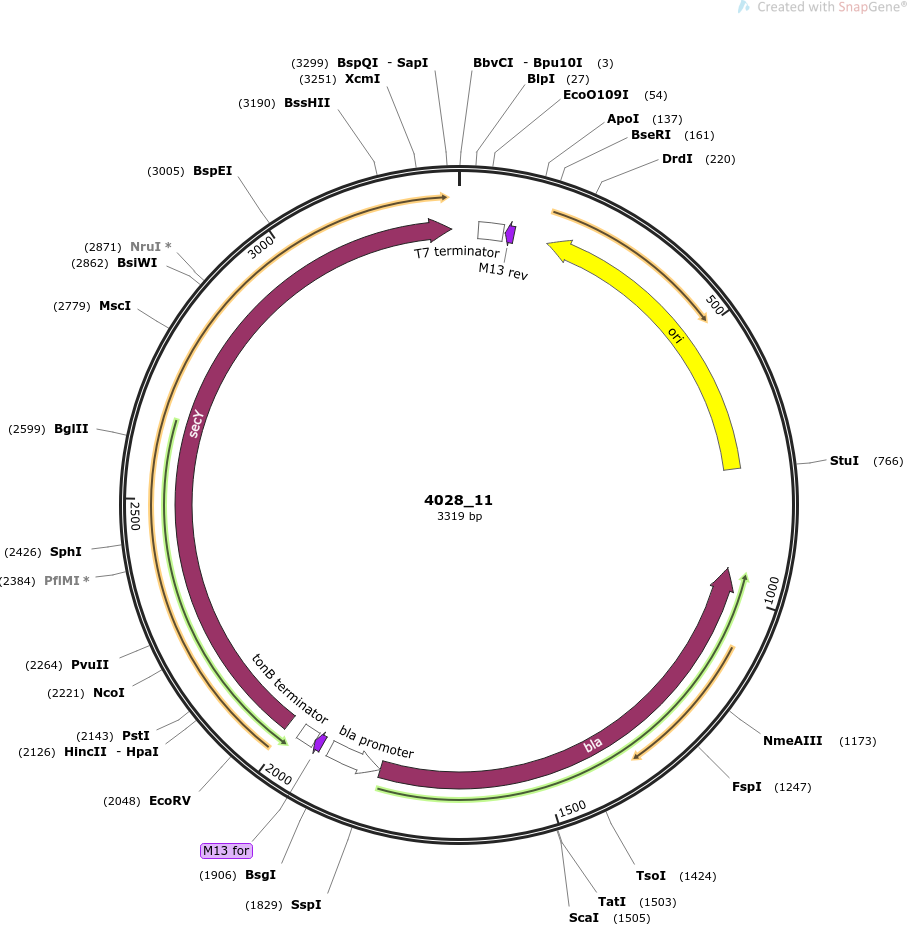 Created with SnapGene®
(3299) BspQI - SapI
BbvCI - Bpu10I (3)
(3251) XcmI
BlpI (27)
(3190) BssHII
EcoO109I (54)
ApoI (137)
BseRI (161)
DrdI (220)
(3005) BspEI
(2871) NruI *
(2862) BsiWI
(2779) MscI
(2599) BglII
(2426) SphI
(2384) PflMI *
(2264) PvuII
(2221) NcoI
(2143) PstI
(2126) HincII - HpaI
(2048) EcoRV
(1906) BsgI
(1829) SspI
StuI (766)
NmeAIII (1173)
FspI (1247)
TsoI (1424)
TatI (1503)
ScaI (1505)
500
1000
1500
2000
2500
3000
T7 terminator
M13 rev
ori
secY
tonB terminator
bla promoter
bla
M13 for
4028_11
3319 bp